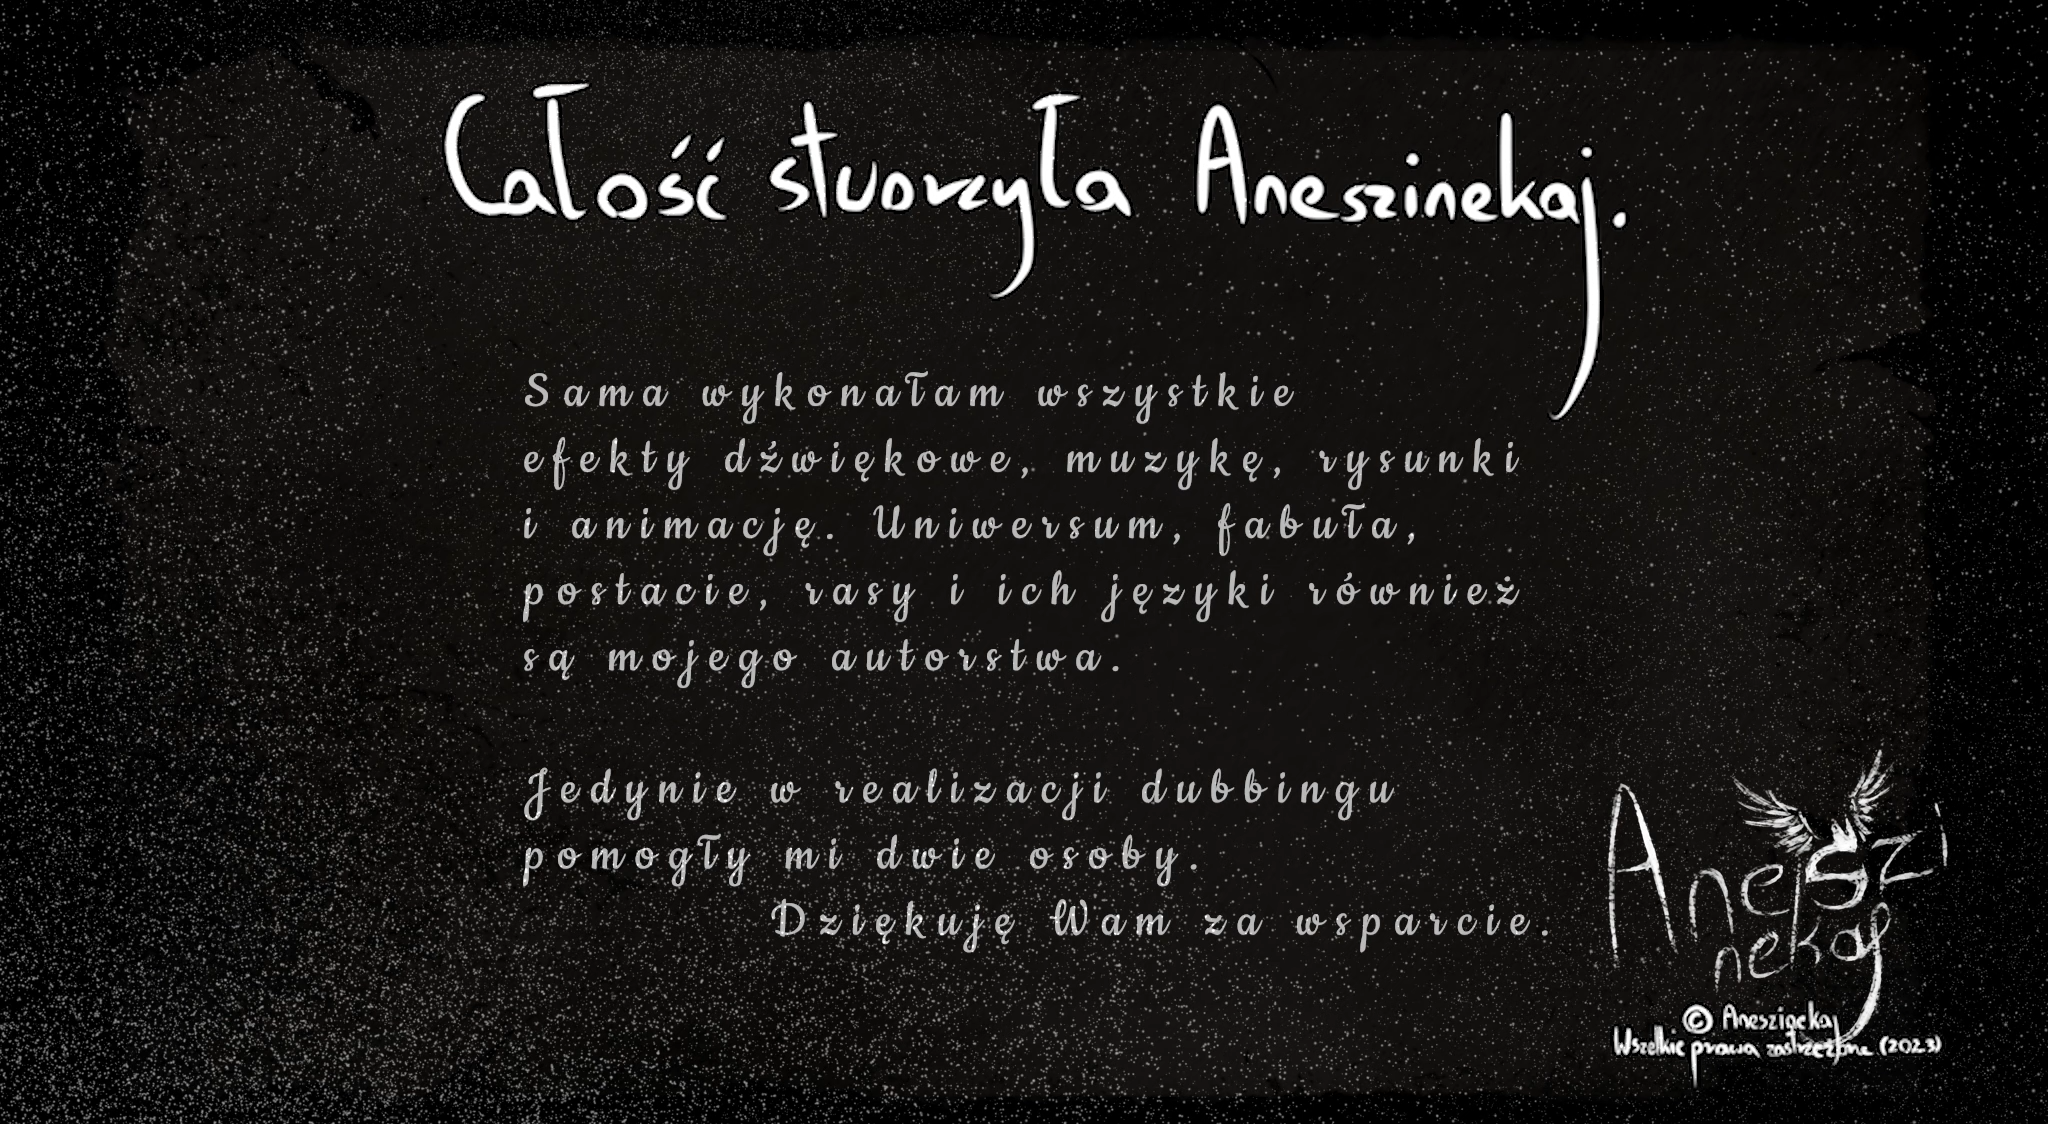 Całość stworzyła Aneszinekaj.
Sama wykonałam wszystkie
efekty dźwiękowe, muzykę, rysunki
i animację. Uniwersum, fabuła,
postacie, rasy i ich języki również
są mojego autorstwa.
Jedynie w realizacji dubbingu
pomogły mi dwie osoby.
Dziękuję Wam za wsparcie.
Aneszi
nekaj
© Aneszinekaj
Wszelkie prawa zastrzeżone (2023)